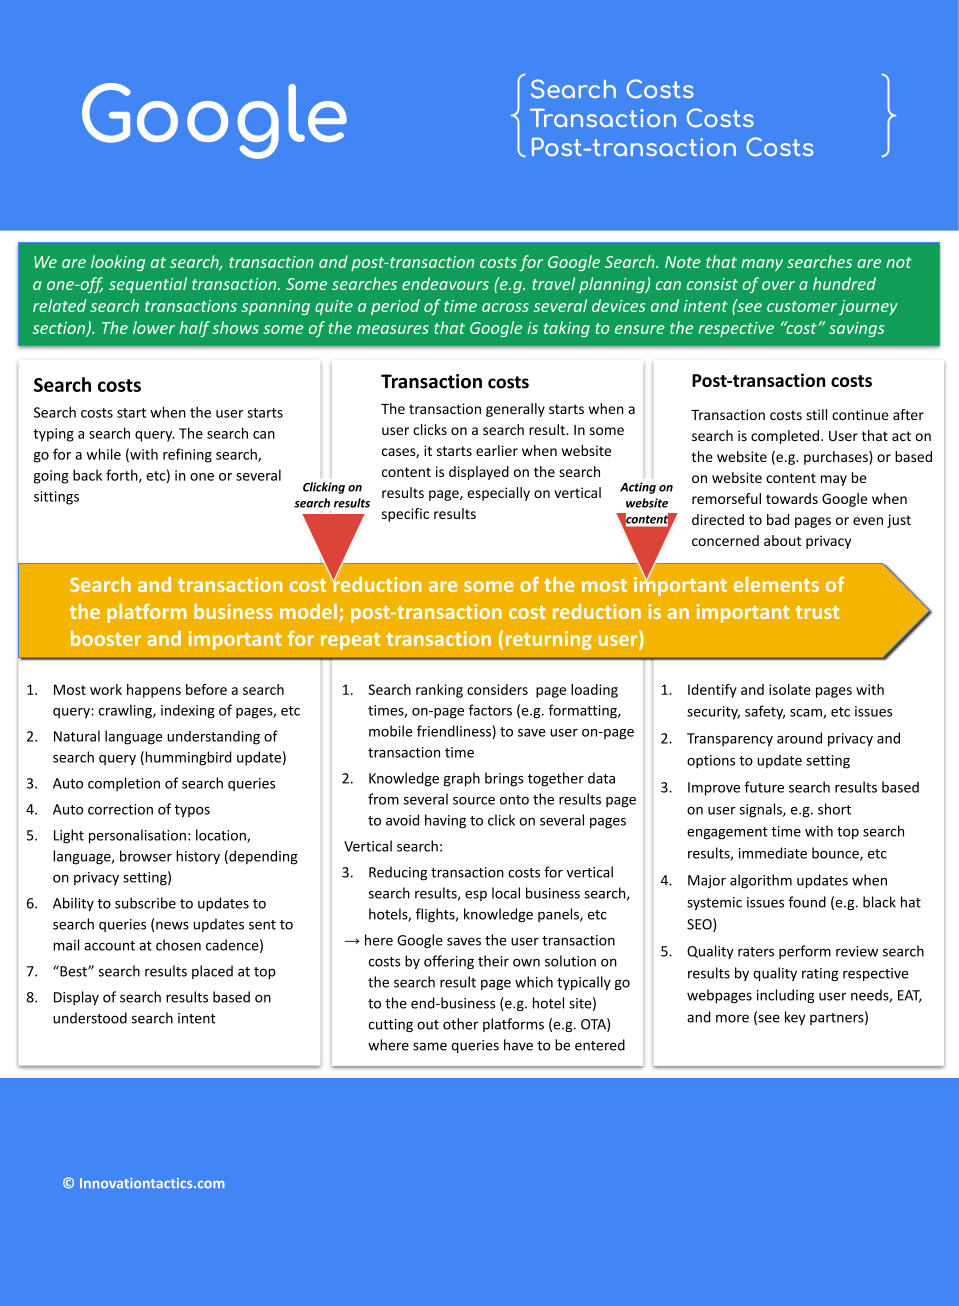 Google
Search Costs
Transaction Costs
Post-transaction Costs
We are looking at search, transaction and post-transaction costs for Google Search. Note that many searches are not
a one-off, sequential transaction. Some searches endeavours (e.g. travel planning) can consist of over a hundred
related search transactions spanning quite a period of time across several devices and intent (see customer journey
section). The lower half shows some of the measures that Google is taking to ensure the respective “cost” savings
Search costs
Search costs start when the user starts
typing a search query. The search can
go for a while (with refining search,
going back forth, etc) in one or several
sittings
Clicking on
search results
Transaction costs
The transaction generally starts when a
user clicks on a search result. In some
cases, it starts earlier when website
content is displayed on the search
results page, especially on vertical
specific results
Acting on
website
content
Post-transaction costs
Transaction costs still continue after
search is completed. User that act on
the website (e.g. purchases) or based
on website content may be
remorseful towards Google when
directed to bad pages or even just
concerned about privacy
Search and transaction cost reduction are some of the most important elements of
the platform business model; post-transaction cost reduction is an important trust
booster and important for repeat transaction (returning user)
1. Most work happens before a search
query: crawling, indexing of pages, etc
2. Natural language understanding of
search query (hummingbird update)
3. Auto completion of search queries
4. Auto correction of typos
5. Light personalisation: location,
language, browser history (depending
on privacy setting)
6. Ability to subscribe to updates to
search queries (news updates sent to
mail account at chosen cadence)
7. “Best” search results placed at top
8. Display of search results based on
understood search intent
1. Search ranking considers page loading
times, on-page factors (e.g. formatting,
mobile friendliness) to save user on-page
transaction time
2. Knowledge graph brings together data
from several source onto the results page
to avoid having to click on several pages
Vertical search:
3. Reducing transaction costs for vertical
search results, esp local business search,
hotels, flights, knowledge panels, etc
→ here Google saves the user transaction
costs by offering their own solution on
the search result page which typically go
to the end-business (e.g. hotel site)
cutting out other platforms (e.g. OTA)
where same queries have to be entered
1. Identify and isolate pages with
security, safety, scam, etc issues
2. Transparency around privacy and
options to update setting
3. Improve future search results based
on user signals, e.g. short
engagement time with top search
results, immediate bounce, etc
4. Major algorithm updates when
systemic issues found (e.g. black hat
SEO)
5. Quality raters perform review search
results by quality rating respective
webpages including user needs, EAT,
and more (see key partners)
© Innovationtactics.com